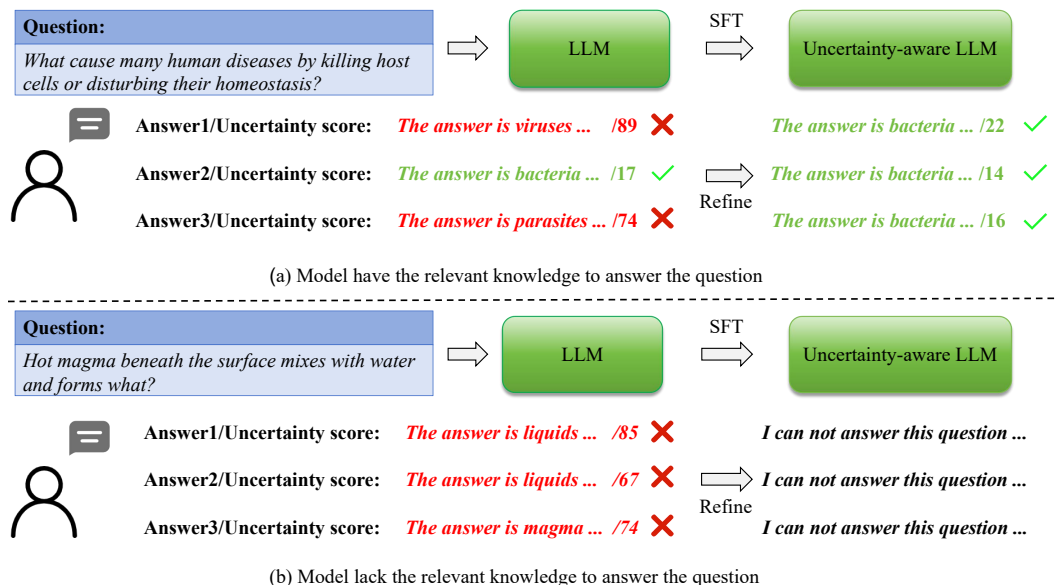 Question:
What cause many human diseases by killing host
cells or disturbing their homeostasis?
LLM
SFT
Uncertainty-aware LLM
Answer1/Uncertainty score: The answer is viruses ... /89 The answer is bacteria ... /22
Answer2/Uncertainty score: The answer is bacteria ... /17 The answer is bacteria ... /14
Refine
Answer3/Uncertainty score: The answer is parasites ... /74 The answer is bacteria ... /16
(a) Model have the relevant knowledge to answer the question
Question:
Hot magma beneath the surface mixes with water
and forms what?
LLM
SFT
Uncertainty-aware LLM
Answer1/Uncertainty score: The answer is liquids ... /85 I can not answer this question ...
Answer2/Uncertainty score: The answer is liquids ... /67 I can not answer this question ...
Refine
Answer3/Uncertainty score: The answer is magma ... /74 I can not answer this question ...
(b) Model lack the relevant knowledge to answer the question